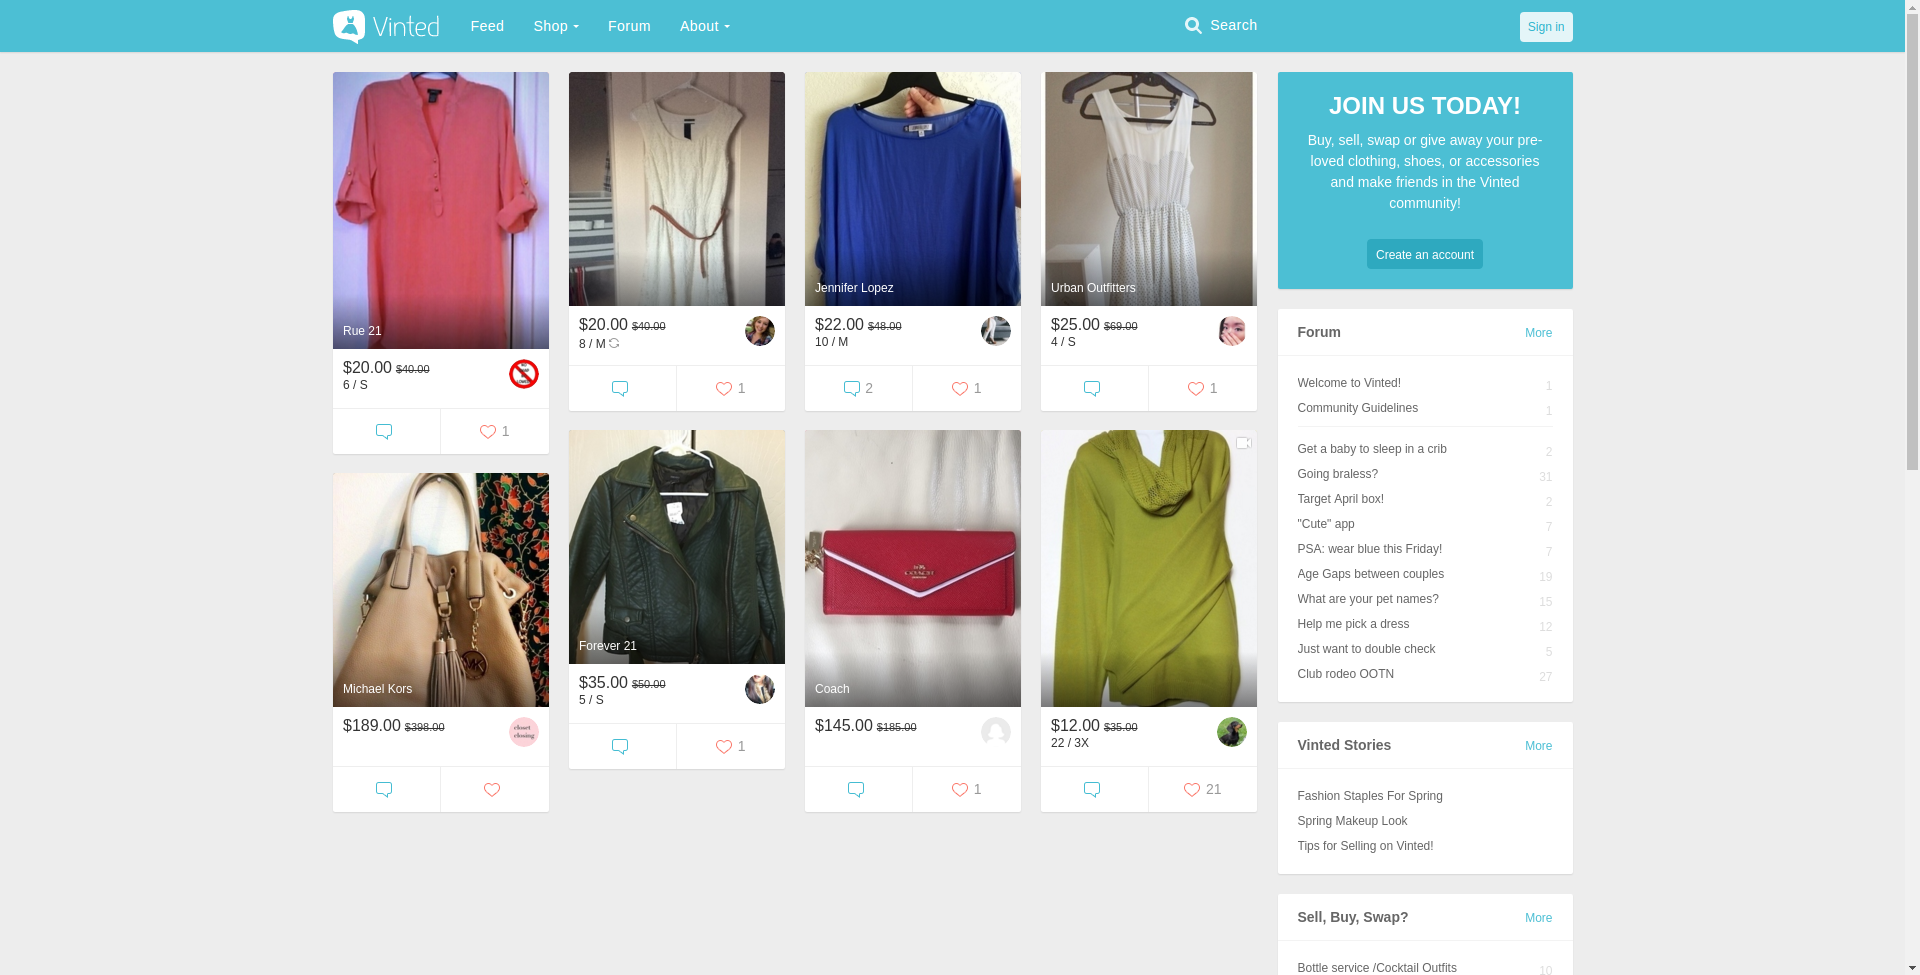 Vinted
Feed
Shop
Forum
About
Search
Sign in
Rue 21
$20.00 $40.00
6 / S
1
Michael Kors
$189.00 $398.00
closet
closing
$20.00 $40.00
8 / M
1
Forever 21
$35.00 $50.00
5 / S
1
Jennifer Lopez
$22.00 $48.00
10 / M
2
1
COACH
Coach
$145.00 $185.00
1
Urban Outfitters
$25.00 $69.00
4 / S
1
$12.00 $35.00
22 / 3X
21
JOIN US TODAY!
Buy, sell, swap or give away your pre-
loved clothing, shoes, or accessories
and make friends in the Vinted
community!
Create an account
Forum
More
Welcome to Vinted! 1
Community Guidelines 1
Get a baby to sleep in a crib 2
Going braless? 31
Target April box! 2
"Cute" app 7
PSA: wear blue this Friday! 7
Age Gaps between couples 19
What are your pet names? 15
Help me pick a dress 12
Just want to double check 5
Club rodeo OOTN 27
Vinted Stories
More
Fashion Staples For Spring
Spring Makeup Look
Tips for Selling on Vinted!
Sell, Buy, Swap?
More
Bottle service /Cocktail Outfits 10